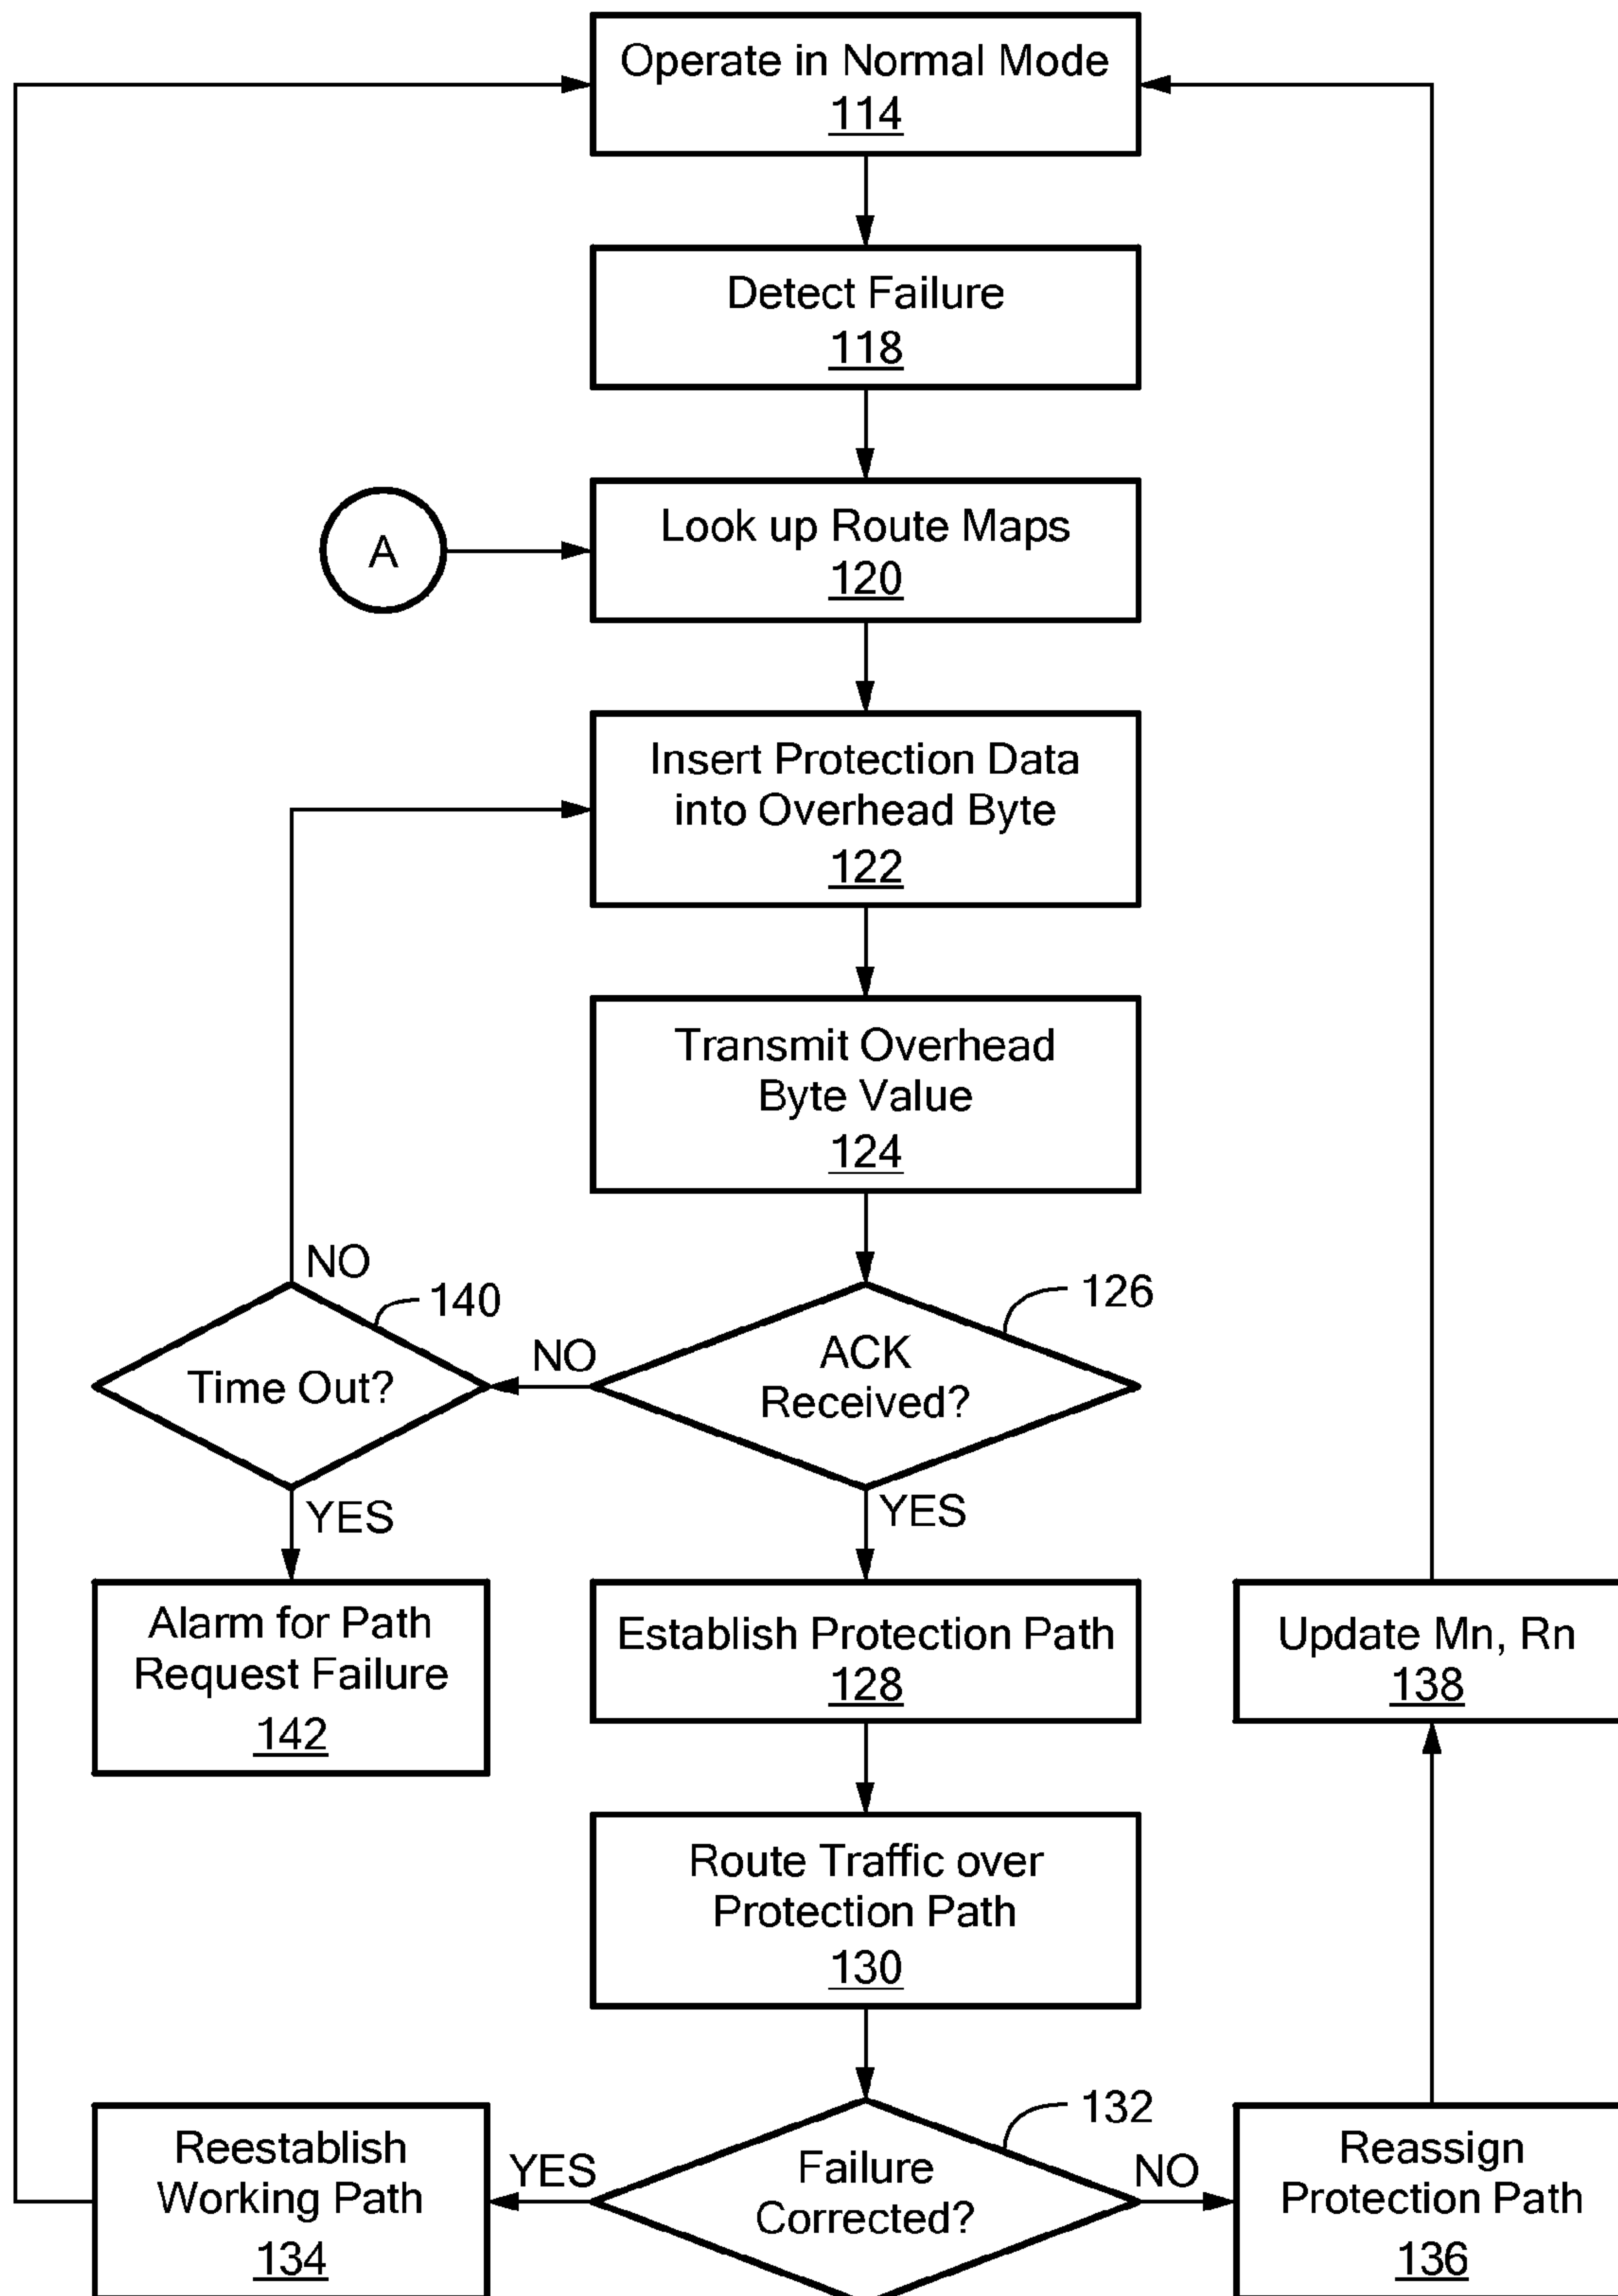 Operate in Normal Mode
114
Detect Failure
118
A
Look up Route Maps
120
Insert Protection Data
into Overhead Byte
122
Transmit Overhead
Byte Value
124
NO
140
Time Out?
NO
126
ACK
Received?
YES
YES
Alarm for Path
Request Failure
142
Establish Protection Path
128
Update Mn, Rn
138
Route Traffic over
Protection Path
130
Reestablish
Working Path
134
YES
132
Failure
Corrected?
NO
Reassign
Protection Path
136